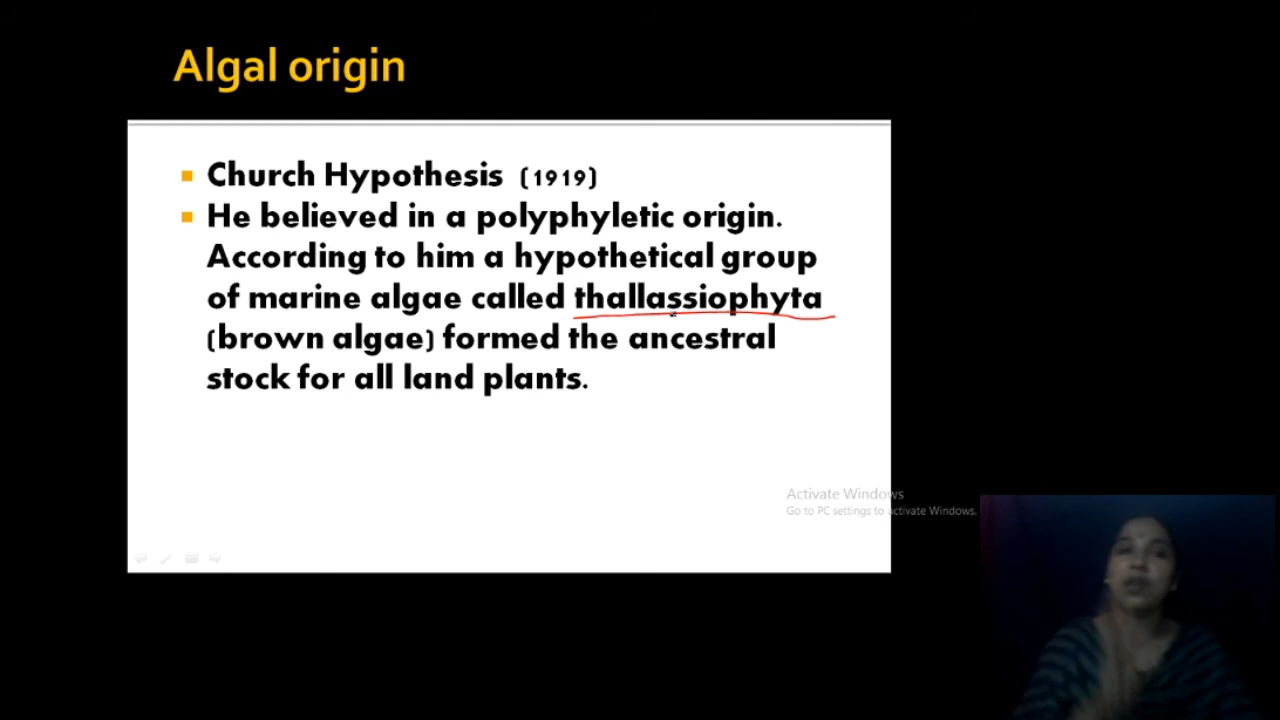 Algal origin
Church Hypothesis (1919)
He believed in a polyphyletic origin.
According to him a hypothetical group
of marine algae called thallassiophyta
(brown algae) formed the ancestral
stock for all land plants.
Activate Windows
Go to PC settings to activate Windows.